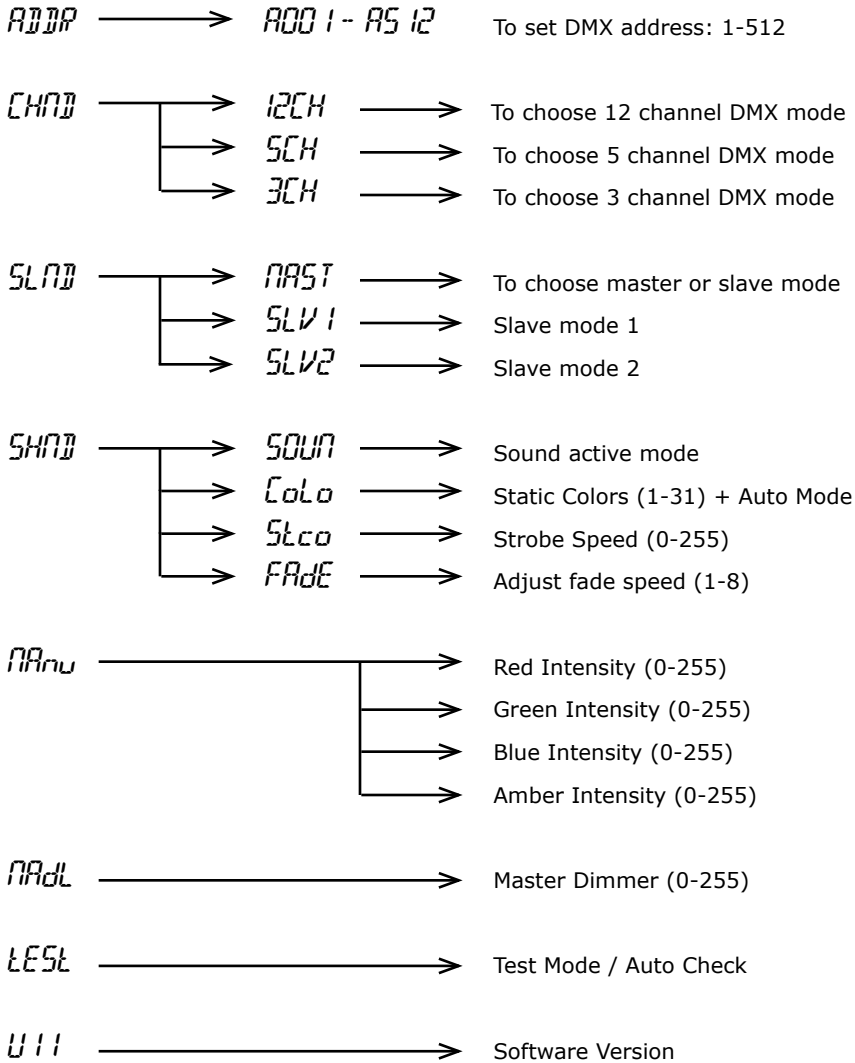 ADDR A001 - A512 To set DMX address: 1-512
CHMD 12CH To choose 12 channel DMX mode
5CH To choose 5 channel DMX mode
3CH To choose 3 channel DMX mode
SLMD MAST To choose master or slave mode
SLV1 Slave mode 1
SLV2 Slave mode 2
SHMD SOUN Sound active mode
CoLo Static Colors (1-31) + Auto Mode
Stco Strobe Speed (0-255)
FAdE Adjust fade speed (1-8)
MAnu Red Intensity (0-255)
Green Intensity (0-255)
Blue Intensity (0-255)
Amber Intensity (0-255)
MAdL Master Dimmer (0-255)
tESt Test Mode / Auto Check
U11 Software Version